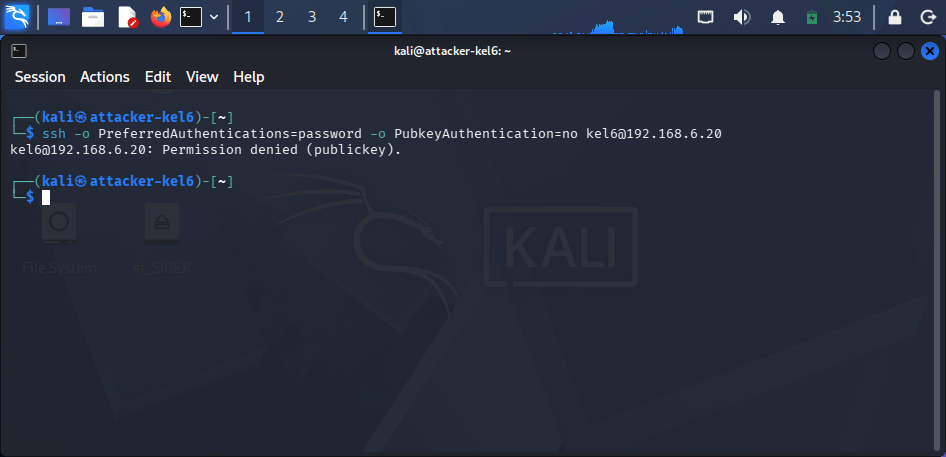 1 2 3 4 3:53
kali@attacker-kel6: ~
Session Actions Edit View Help
┌──(kali㉿attacker-kel6)-[~]
└─$ ssh -o PreferredAuthentications=password -o PubkeyAuthentication=no kel6@192.168.6.20
kel6@192.168.6.20: Permission denied (publickey).
┌──(kali㉿attacker-kel6)-[~]
└─$
KALI
File System sf_SIBER